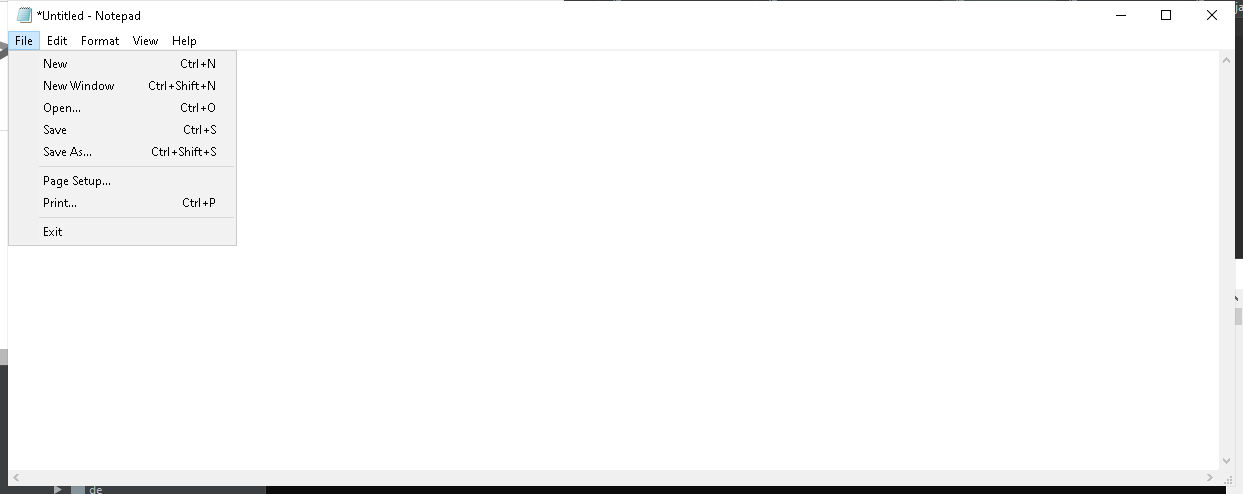 *Untitled - Notepad
File Edit Format View Help
New Ctrl+N
New Window Ctrl+Shift+N
Open... Ctrl+O
Save Ctrl+S
Save As... Ctrl+Shift+S
Page Setup...
Print... Ctrl+P
Exit
de